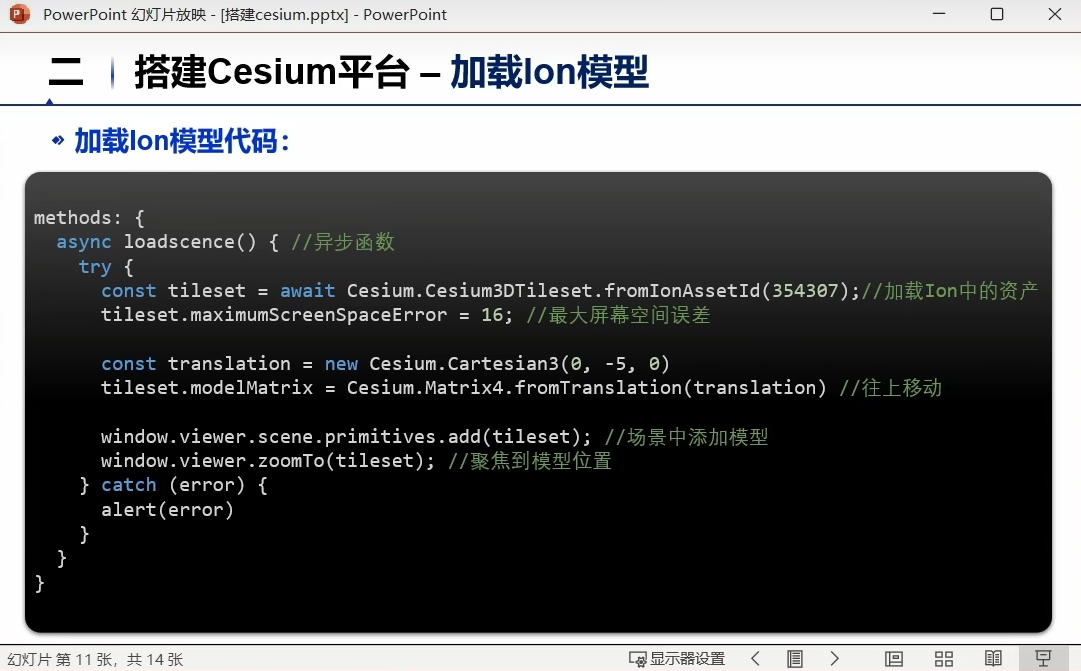 PowerPoint 幻灯片放映 - [搭建cesium.pptx] - PowerPoint
二 搭建Cesium平台 – 加载Ion模型
加载Ion模型代码：
methods: {
  async loadscence() { //异步函数
    try {
      const tileset = await Cesium.Cesium3DTileset.fromIonAssetId(354307);//加载Ion中的资产
      tileset.maximumScreenSpaceError = 16; //最大屏幕空间误差
      const translation = new Cesium.Cartesian3(0, -5, 0)
      tileset.modelMatrix = Cesium.Matrix4.fromTranslation(translation) //往上移动
      window.viewer.scene.primitives.add(tileset); //场景中添加模型
      window.viewer.zoomTo(tileset); //聚焦到模型位置
    } catch (error) {
      alert(error)
    }
  }
}
幻灯片 第 11 张，共 14 张 显示器设置